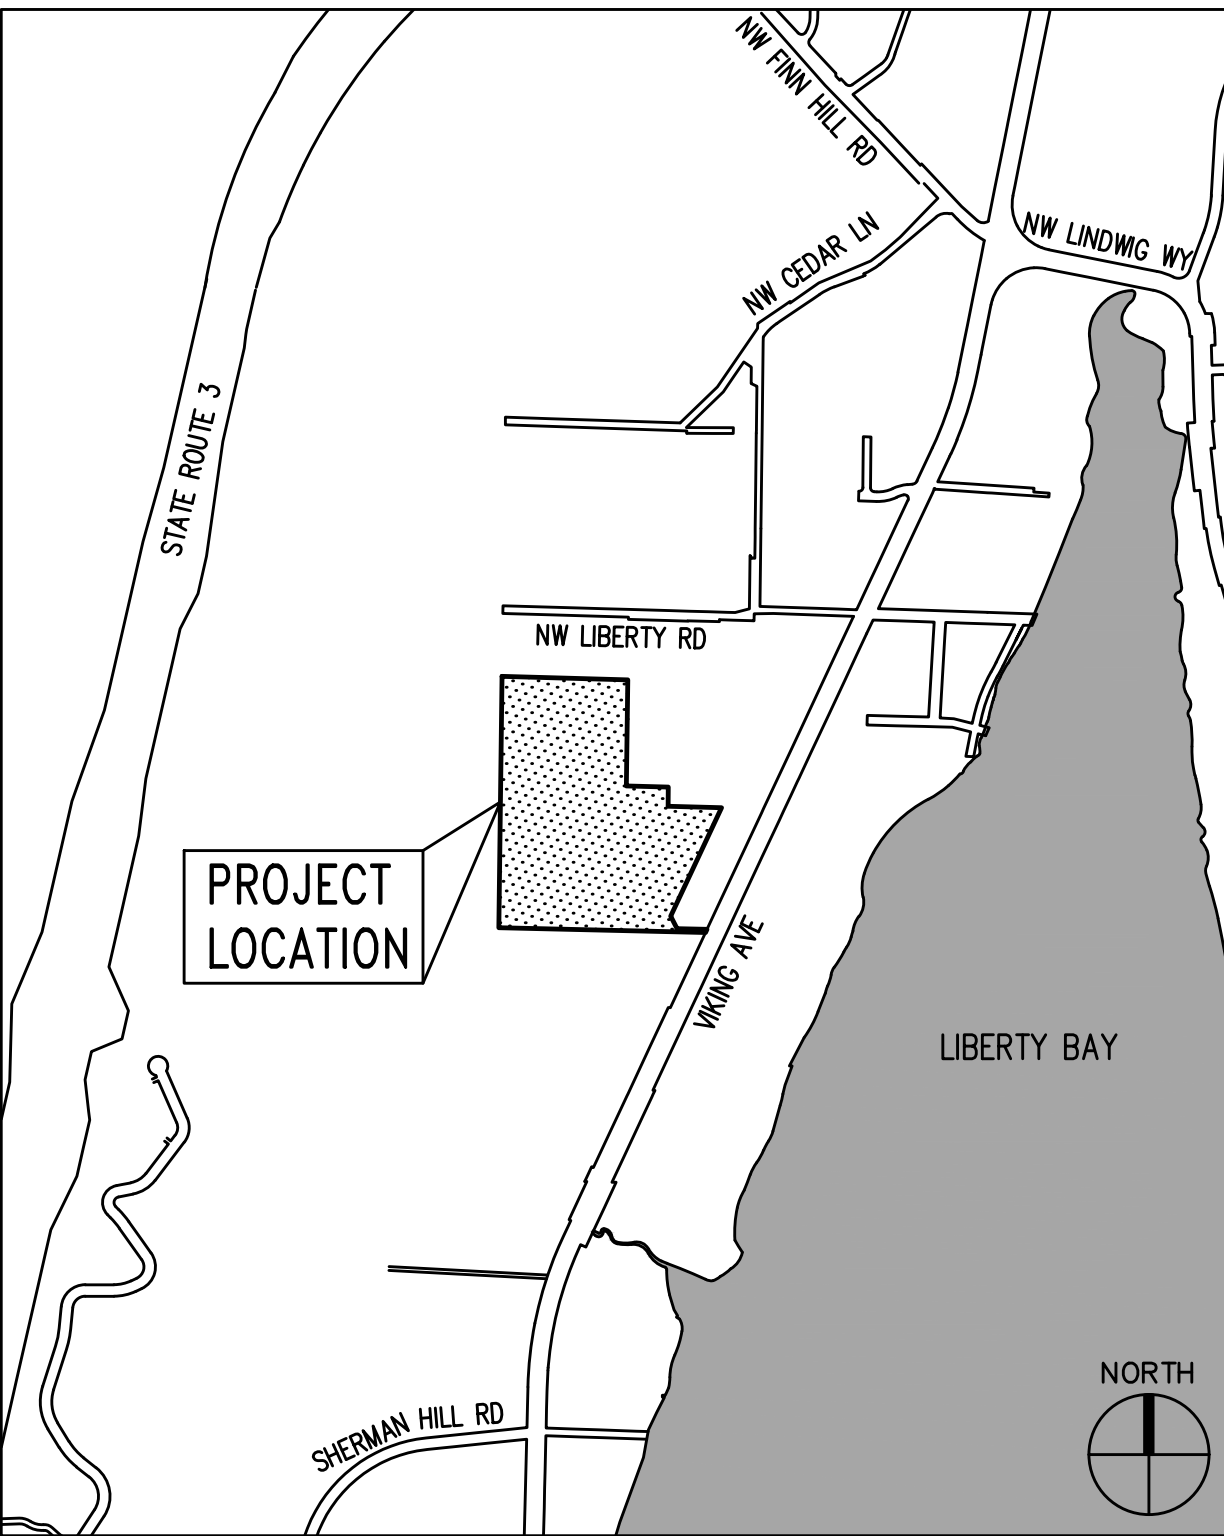 NW FINN HILL RD
NW CEDAR LN
NW LINDWIG WY
STATE ROUTE 3
NW LIBERTY RD
PROJECT
LOCATION
VIKING AVE
LIBERTY BAY
NORTH
SHERMAN HILL RD